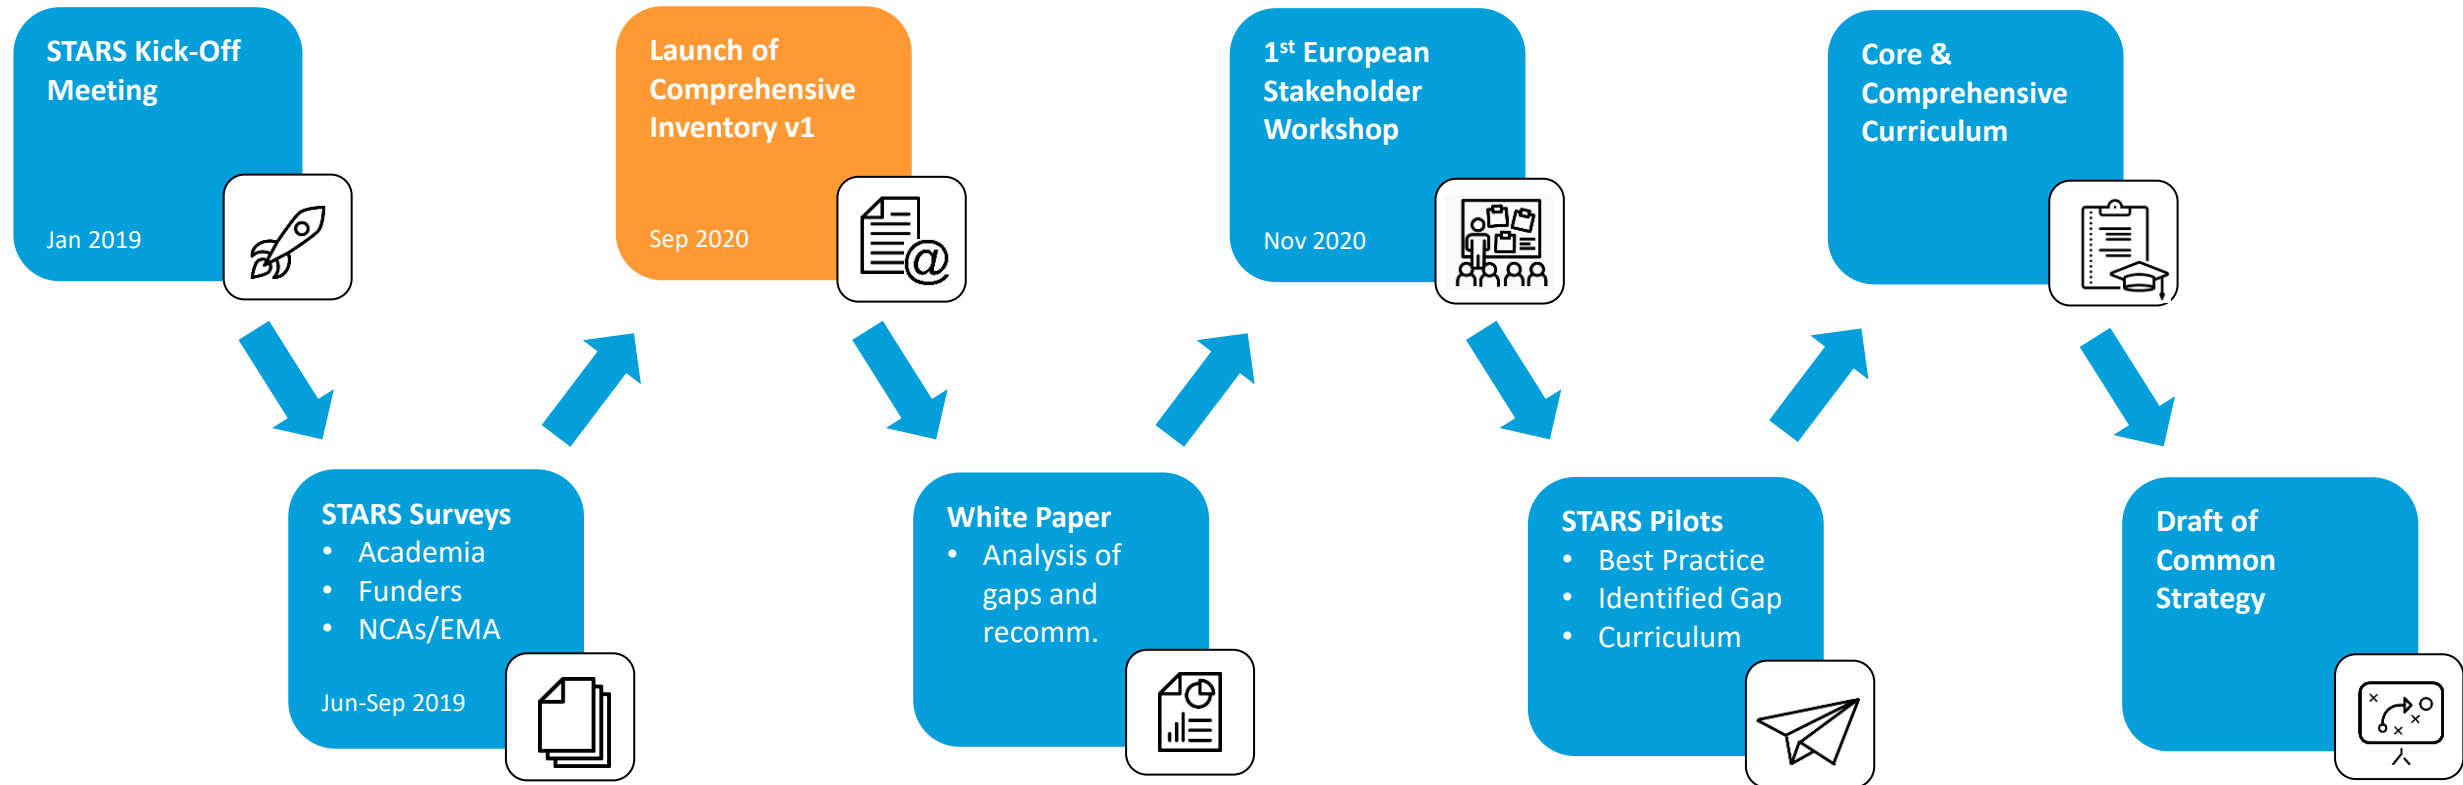 STARS Kick-Off
Meeting
Jan 2019
STARS Surveys
• Academia
• Funders
• NCAs/EMA
Jun-Sep 2019
Launch of
Comprehensive
Inventory v1
Sep 2020
@
White Paper
• Analysis of
gaps and
recomm.
1st European
Stakeholder
Workshop
Nov 2020
STARS Pilots
• Best Practice
• Identified Gap
• Curriculum
Core &
Comprehensive
Curriculum
Draft of
Common
Strategy